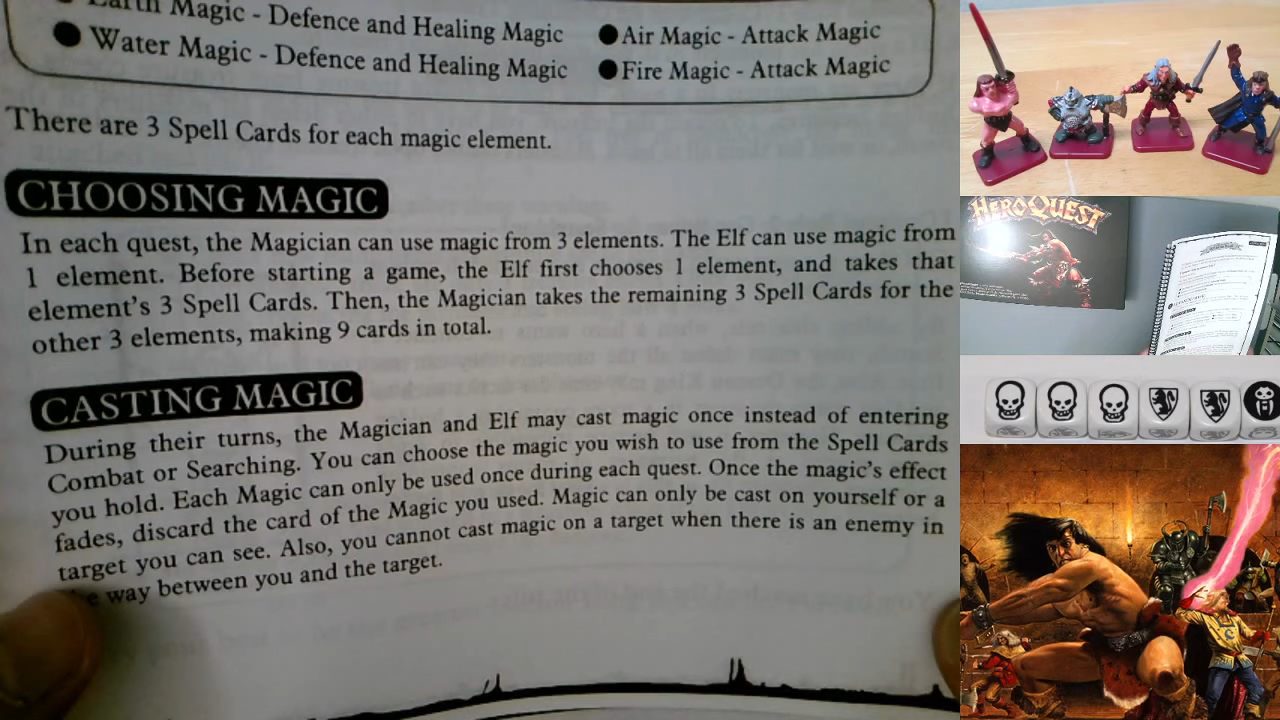 Earth Magic - Defence and Healing Magic
● Water Magic - Defence and Healing Magic
● Air Magic - Attack Magic
● Fire Magic - Attack Magic
There are 3 Spell Cards for each magic element.
CHOOSING MAGIC
In each quest, the Magician can use magic from 3 elements. The Elf can use magic from
1 element. Before starting a game, the Elf first chooses 1 element, and takes that
element's 3 Spell Cards. Then, the Magician takes the remaining 3 Spell Cards for the
other 3 elements, making 9 cards in total.
CASTING MAGIC
During their turns, the Magician and Elf may cast magic once instead of entering
Combat or Searching. You can choose the magic you wish to use from the Spell Cards
you hold. Each Magic can only be used once during each quest. Once the magic's effect
fades, discard the card of the Magic you used. Magic can only be cast on yourself or a
target you can see. Also, you cannot cast magic on a target when there is an enemy in
way between you and the target.
HEROQUEST